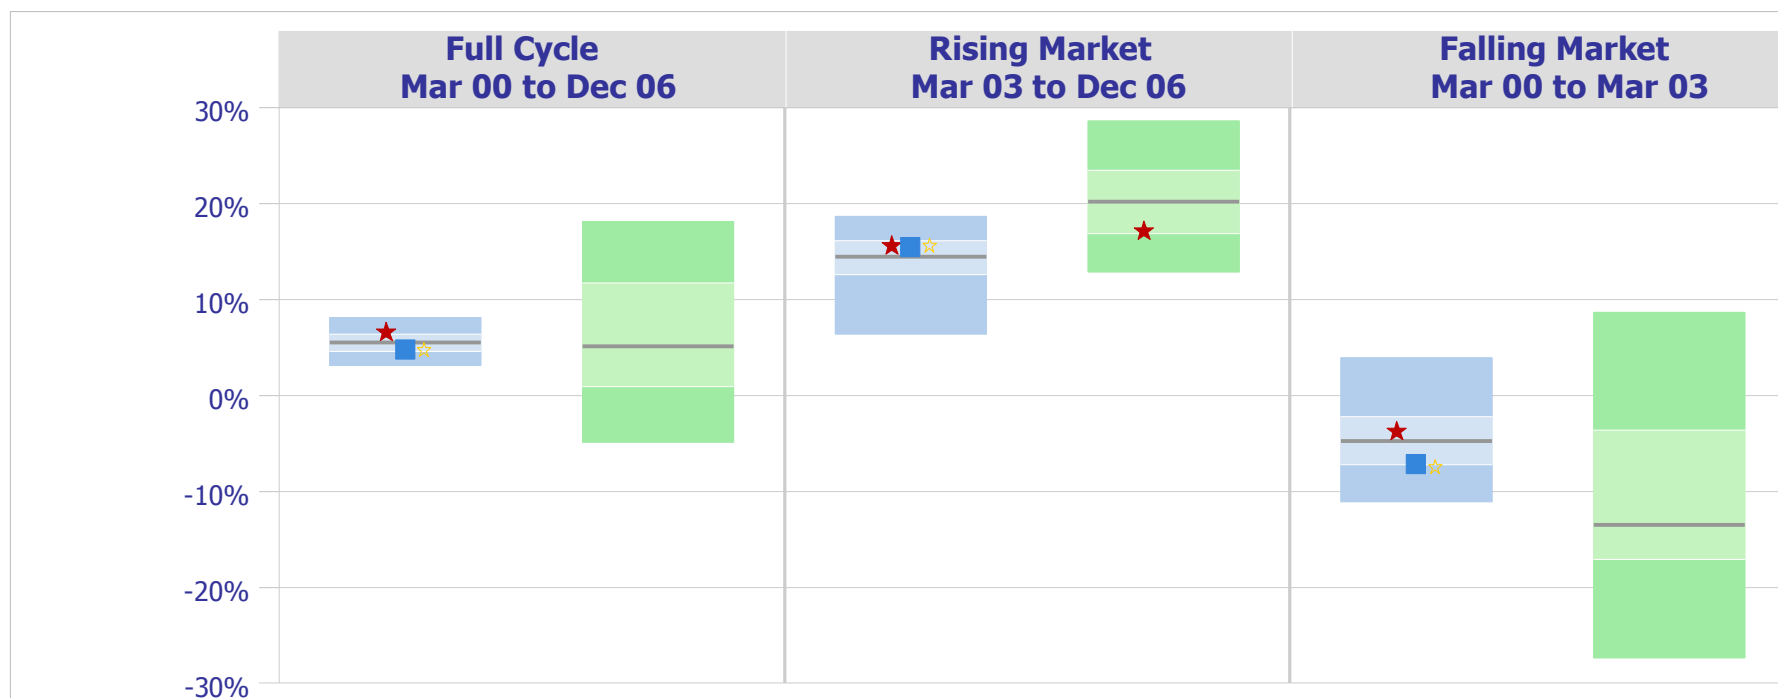 Full Cycle
Mar 00 to Dec 06
Rising Market
Mar 03 to Dec 06
Falling Market
Mar 00 to Mar 03
30%
20%
10%
0%
-10%
-20%
-30%